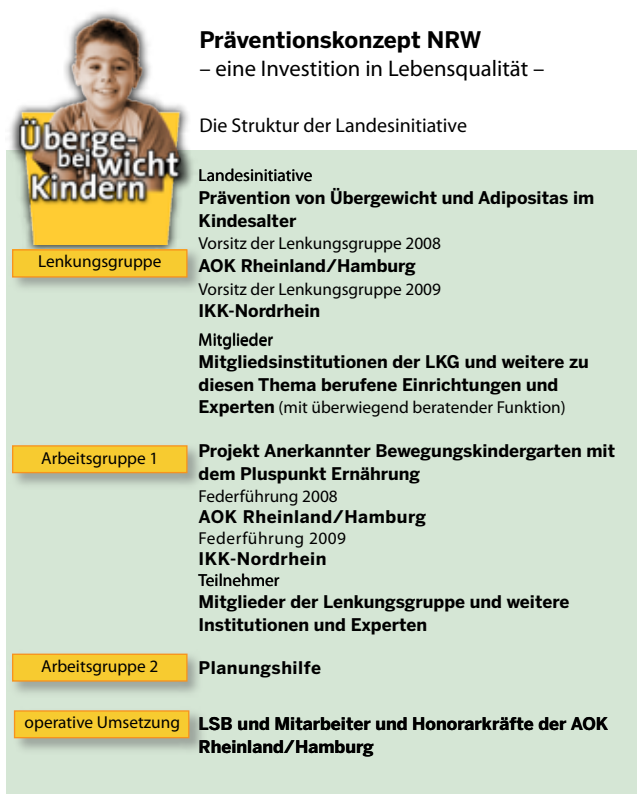 Präventionskonzept NRW
– eine Investition in Lebensqualität –
Die Struktur der Landesinitiative
Überge-
bei wicht
Kindern
Landesinitiative
Prävention von Übergewicht und Adipositas im
Kindesalter
Vorsitz der Lenkungsgruppe 2008
Lenkungsgruppe
AOK Rheinland/Hamburg
Vorsitz der Lenkungsgruppe 2009
IKK-Nordrhein
Mitglieder
Mitgliedsinstitutionen der LKG und weitere zu
diesen Thema berufene Einrichtungen und
Experten (mit überwiegend beratender Funktion)
Arbeitsgruppe 1
Projekt Anerkannter Bewegungskindergarten mit
dem Pluspunkt Ernährung
Federführung 2008
AOK Rheinland/Hamburg
Federführung 2009
IKK-Nordrhein
Teilnehmer
Mitglieder der Lenkungsgruppe und weitere
Institutionen und Experten
Arbeitsgruppe 2
Planungshilfe
operative Umsetzung
LSB und Mitarbeiter und Honorarkräfte der AOK
Rheinland/Hamburg